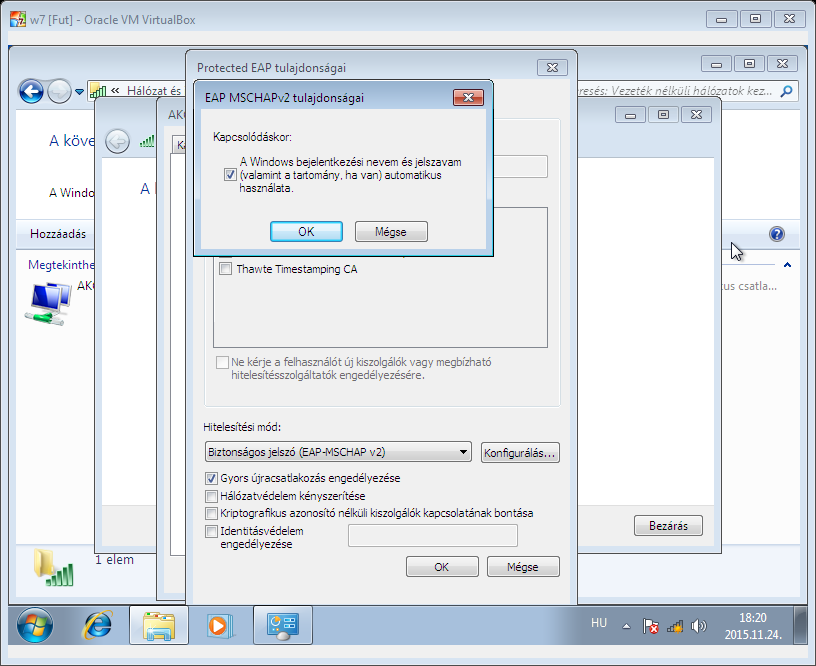 w7 [Fut] - Oracle VM VirtualBox
Protected EAP tulajdonságai
« Hálózat és
eresés: Vezeték nélküli hálózatok kez...
EAP MSCHAPv2 tulajdonságai
Kapcsolódáskor:
A Windows bejelentkezési nevem és jelszavam
(valamint a tartomány, ha van) automatikus
használata.
OK
Mégse
A köve
A Windo
Hozzáadás
Megtekinthe
AKC
A
Thawte Timestamping CA
us csatla...
Ne kérje a felhasználót új kiszolgálók vagy megbízható
hitelesítésszolgáltatók engedélyezésére.
Hitelesítési mód:
Biztonságos jelszó (EAP-MSCHAP v2)
Konfigurálás...
Gyors újracsatlakozás engedélyezése
Hálózatvédelem kényszerítése
Kriptografikus azonosító nélküli kiszolgálók kapcsolatának bontása
Identitásvédelem
engedélyezése
OK
Mégse
Bezárás
1 elem
HU
18:20
2015.11.24.